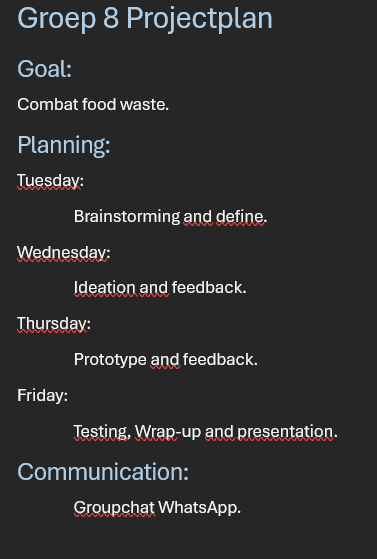 Groep 8 Projectplan
Goal:
Combat food waste.
Planning:
Tuesday:
Brainstorming and define.
Wednesday:
Ideation and feedback.
Thursday:
Prototype and feedback.
Friday:
Testing, Wrap-up and presentation.
Communication:
Groupchat WhatsApp.